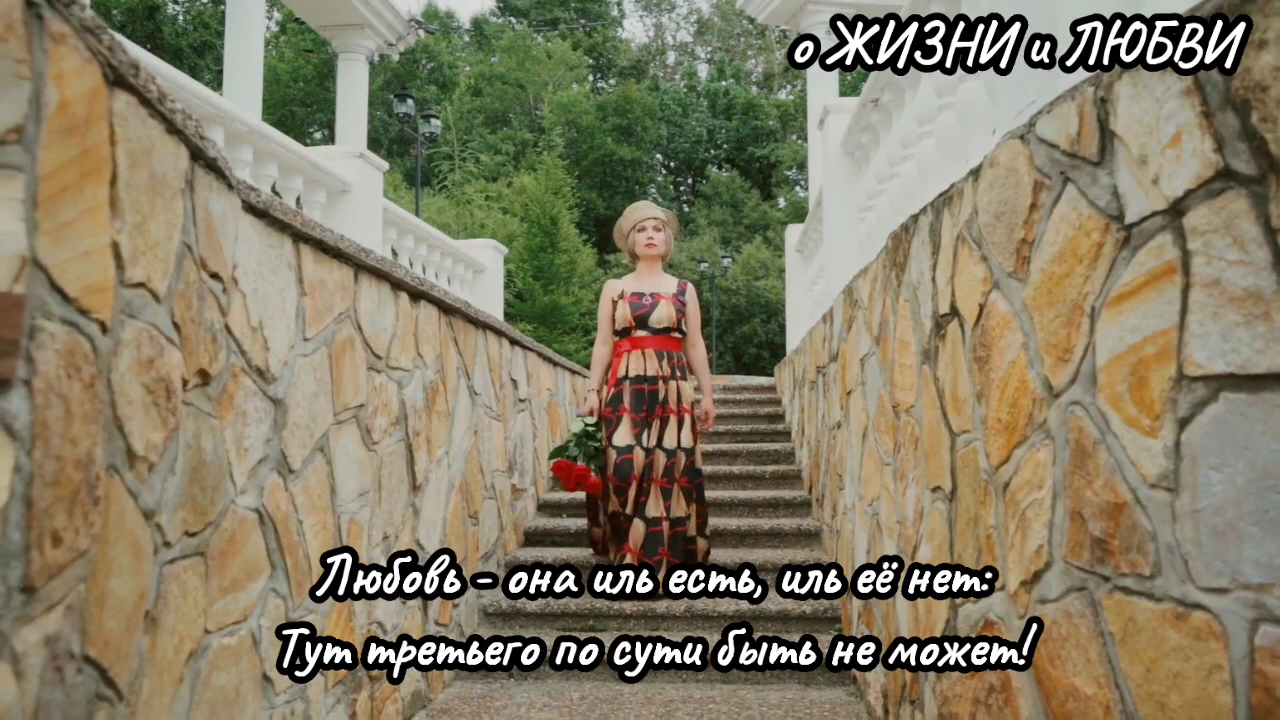 о ЖИЗНИ и ЛЮБВИ
Любовь - она иль есть, иль её нет:
Тут третьего по сути быть не может!